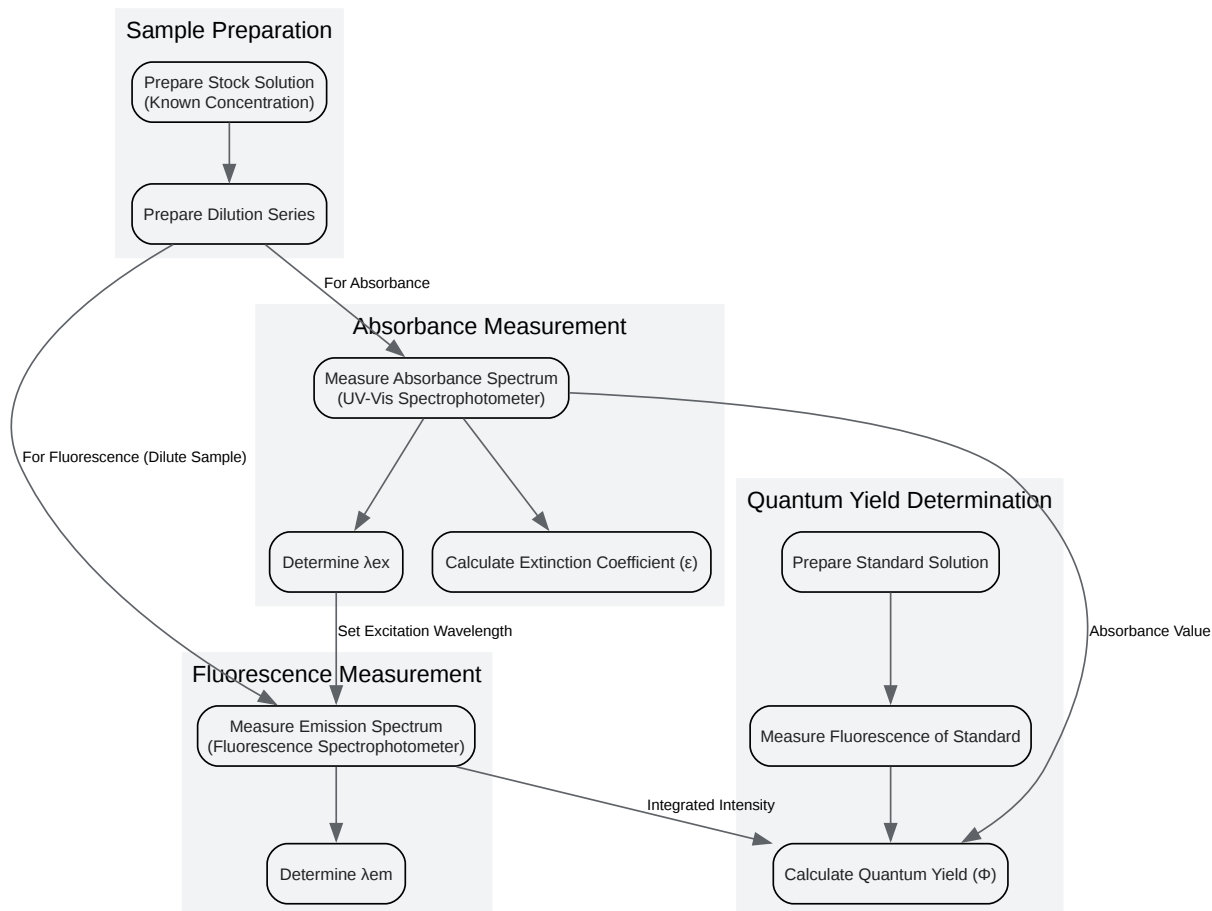 Sample Preparation
Prepare Stock Solution
(Known Concentration)
Prepare Dilution Series
For Absorbance
Absorbance Measurement
Measure Absorbance Spectrum
(UV-Vis Spectrophotometer)
For Fluorescence (Dilute Sample)
Quantum Yield Determination
Determine λex
Calculate Extinction Coefficient (ε)
Prepare Standard Solution
Set Excitation Wavelength
Absorbance Value
Fluorescence Measurement
Measure Emission Spectrum
(Fluorescence Spectrophotometer)
Measure Fluorescence of Standard
Integrated Intensity
Determine λem
Calculate Quantum Yield (Φ)